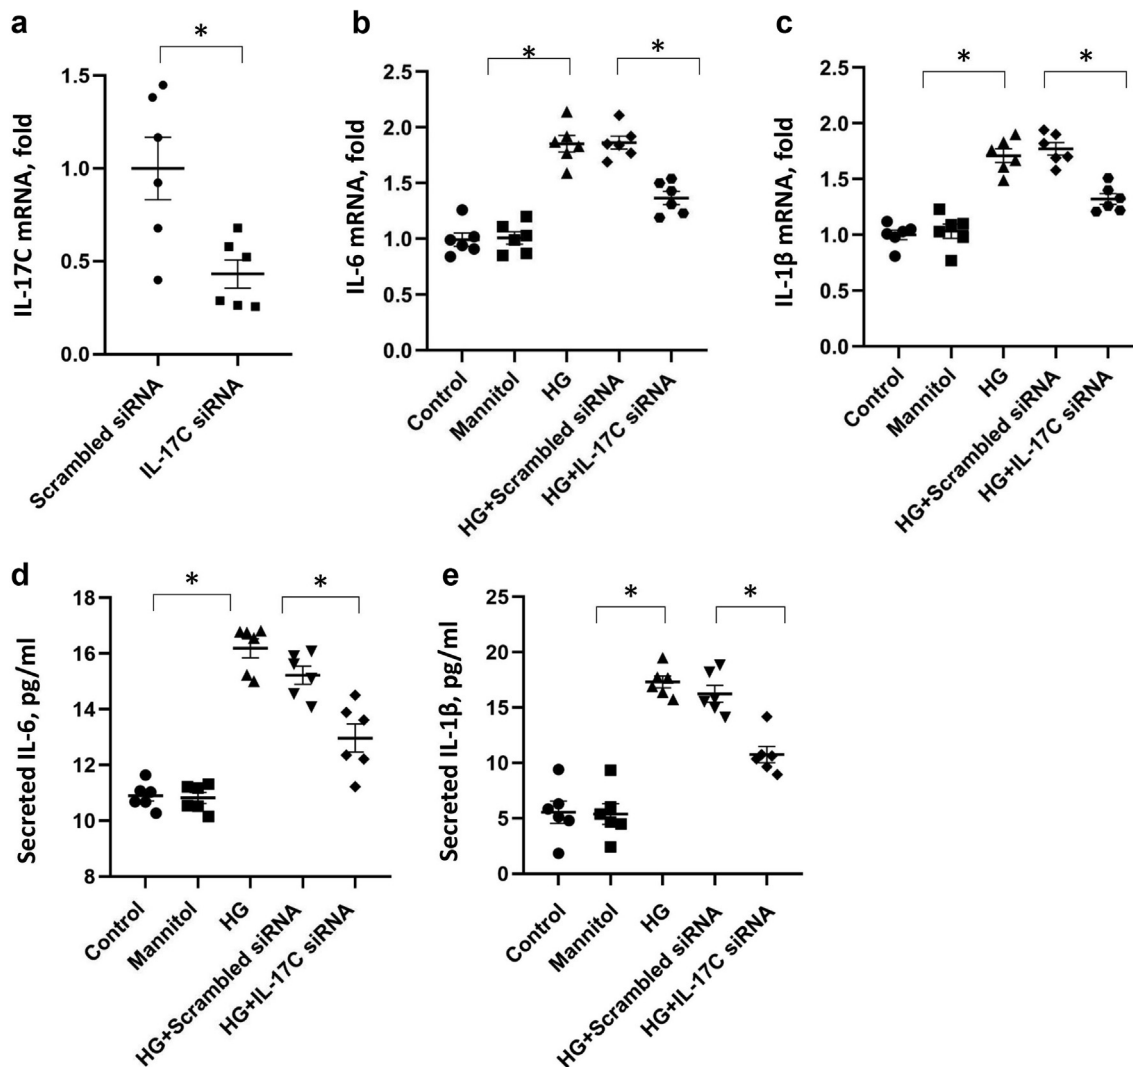 a
*
IL-17C mRNA, fold
1.5
1.0
0.5
0.0
Scrambled siRNA
IL-17C siRNA
b
*
*
IL-6 mRNA, fold
2.5
2.0
1.5
1.0
0.5
0.0
Control
Mannitol
HG
HG+Scrambled siRNA
HG+IL-17C siRNA
c
*
*
IL-1β mRNA, fold
2.5
2.0
1.5
1.0
0.5
0.0
Control
Mannitol
HG
HG+Scrambled siRNA
HG+IL-17C siRNA
d
*
*
Secreted IL-6, pg/ml
18
16
14
12
10
8
Control
Mannitol
HG
HG+Scrambled siRNA
HG+IL-17C siRNA
e
*
*
Secreted IL-1β, pg/ml
25
20
15
10
5
0
Control
Mannitol
HG
HG+Scrambled siRNA
HG+IL-17C siRNA